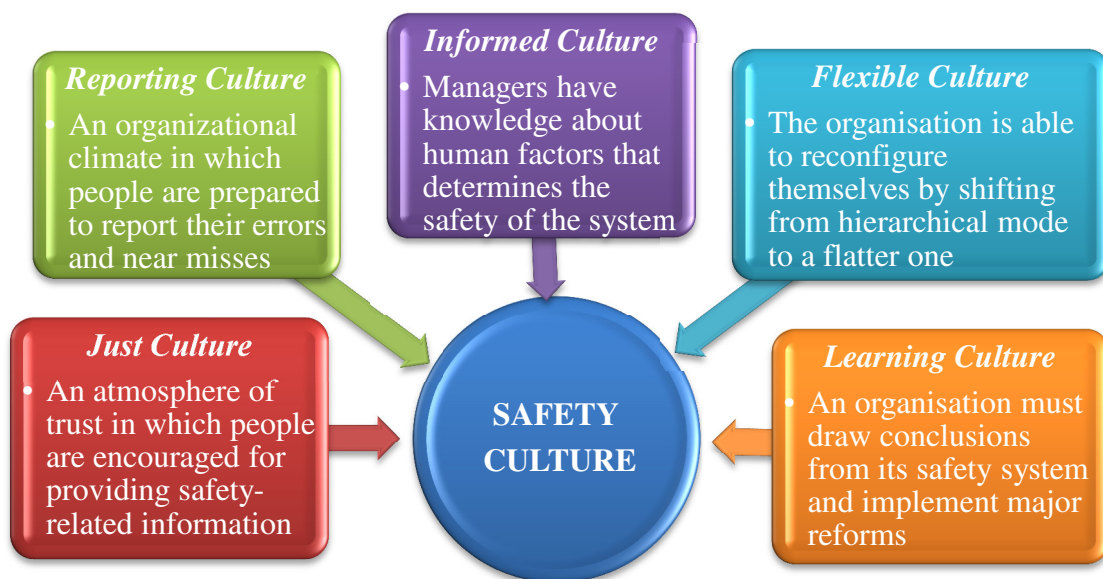 Reporting Culture
• An organizational
climate in which
people are prepared
to report their errors
and near misses
Informed Culture
• Managers have
knowledge about
human factors that
determines the
safety of the system
Flexible Culture
• The organisation is able
to reconfigure
themselves by shifting
from hierarchical mode
to a flatter one
Just Culture
• An atmosphere of
trust in which people
are encouraged for
providing safety-
related information
SAFETY
CULTURE
Learning Culture
• An organisation must
draw conclusions
from its safety system
and implement major
reforms